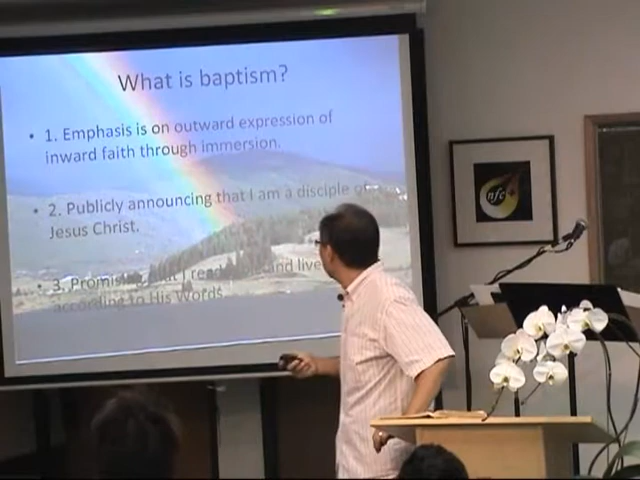 What is baptism?
• 1. Emphasis is on outward expression of
inward faith through immersion.
• 2. Publicly announcing that I am a disciple of
Jesus Christ.
• 3. and live
according to His Words.
nfc